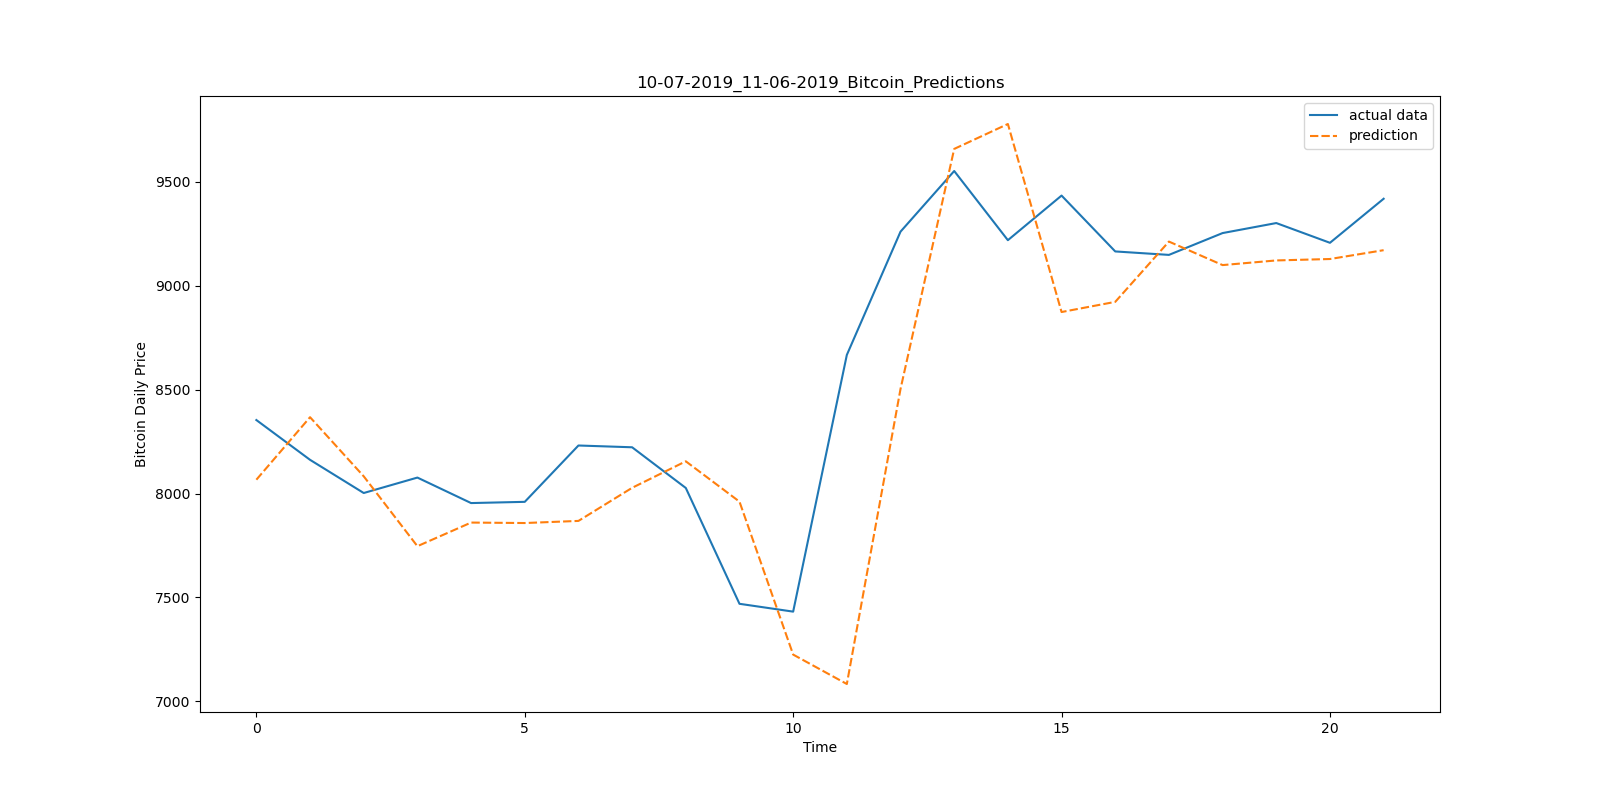 10-07-2019_11-06-2019_Bitcoin_Predictions
actual data
prediction
Bitcoin Daily Price
9500
9000
8500
8000
7500
7000
0 5 10 15 20
Time